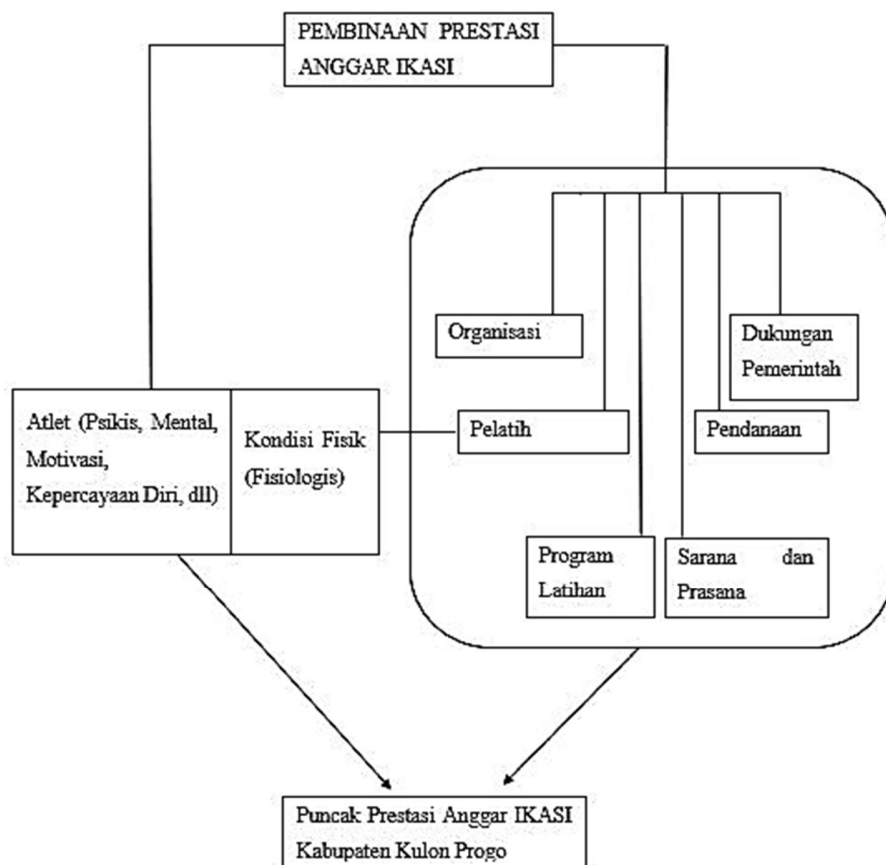 PEMBINAAN PRESTASI
ANGGAR IKASI
Organisasi
Dukungan
Pemerintah
Atlet (Psikis, Mental,
Motivasi,
Kepercayaan Diri, dll)
Kondisi Fisik
(Fisiologis)
Pelatih
Pendanaan
Program
Latihan
Sarana dan
Prasana
Puncak Prestasi Anggar IKASI
Kabupaten Kulon Progo